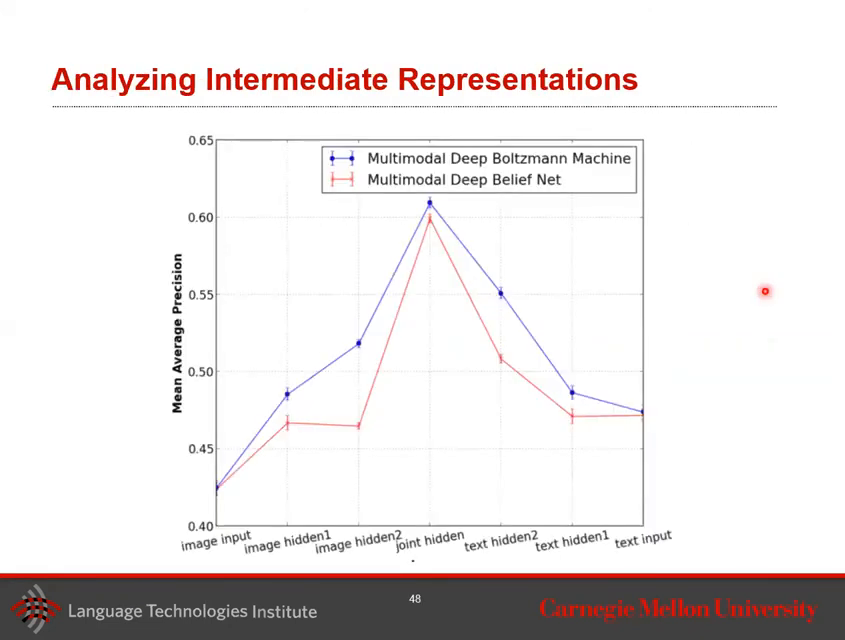 Analyzing Intermediate Representations
0.65
Multimodal Deep Boltzmann Machine
Multimodal Deep Belief Net
0.60
0.55
0.50
0.45
0.40
Mean Average Precision
image input
image hidden1
image hidden2
joint hidden
text hidden2
text hidden1
text input
48
Language Technologies Institute
Carnegie Mellon University